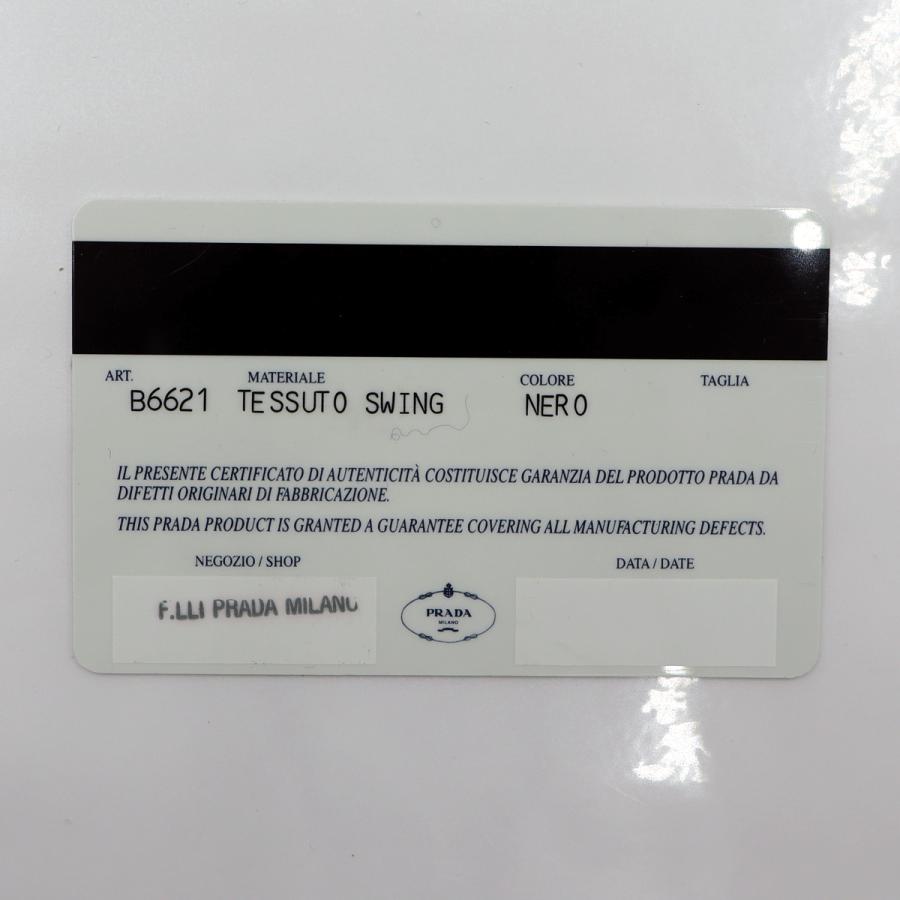 ART. MATERIALE COLORE TAGLIA
B6621 TESSUTO SWING NERO
IL PRESENTE CERTIFICATO DI AUTENTICITÀ COSTITUISCE GARANZIA DEL PRODOTTO PRADA DA
DIFETTI ORIGINARI DI FABBRICAZIONE.
THIS PRADA PRODUCT IS GRANTED A GUARANTEE COVERING ALL MANUFACTURING DEFECTS.
NEGOZIO / SHOP DATA / DATE
F.LLI PRADA MILANO
PRADA
MILANO